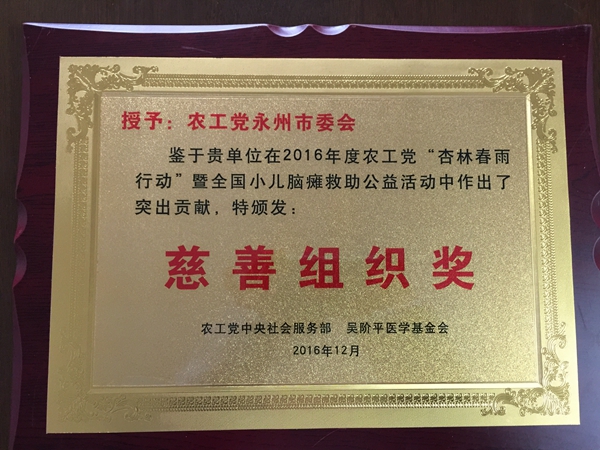 授予：农工党永州市委会
鉴于贵单位在2016年度农工党“杏林春雨
行动”暨全国小儿脑瘫救助公益活动中作出了
突出贡献，特颁发：
慈善组织奖
农工党中央社会服务部 吴阶平医学基金会
2016年12月